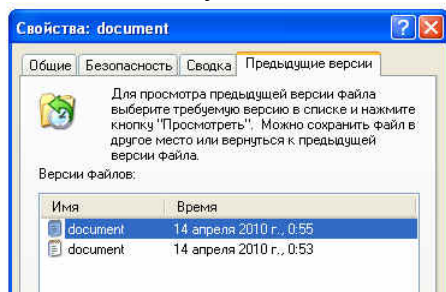 Свойства: document
Общие Безопасность Сводка Предыдущие версии
Для просмотра предыдущей версии файла
выберите требуемую версию в списке и нажмите
кнопку "Просмотреть". Можно сохранить файл в
другое место или вернуться к предыдущей
версии файла.
Версии файлов:
Имя Время
document 14 апреля 2010 г., 0:55
document 14 апреля 2010 г., 0:53